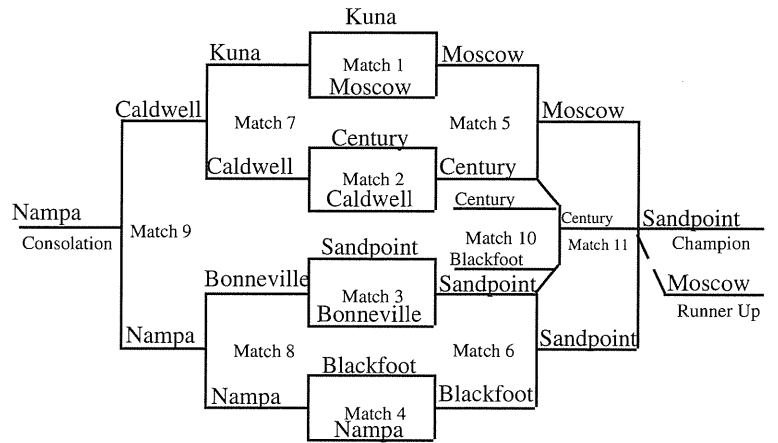 Kuna
Kuna
Match 1
Moscow
Moscow
Caldwell
Match 7
Match 5
Moscow
Century
Caldwell
Match 2
Century
Caldwell
Century
Nampa
Consolation
Match 9
Century
Sandpoint
Match 10
Match 11
Champion
Sandpoint
Blackfoot
Bonneville
Match 3
Sandpoint
Moscow
Bonneville
Runner Up
Nampa
Match 8
Match 6
Sandpoint
Blackfoot
Nampa
Match 4
Blackfoot
Nampa